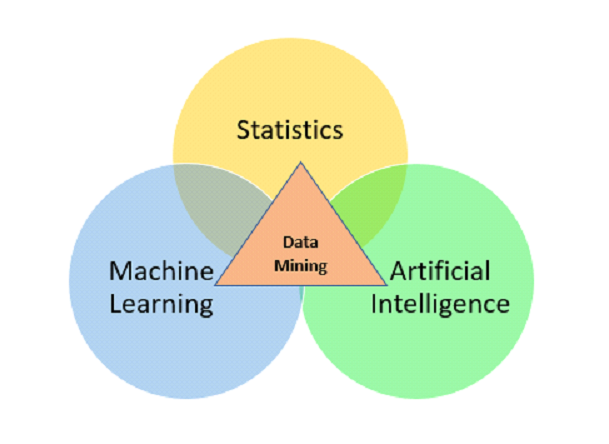 Statistics
Data
Mining
Machine
Learning
Artificial
Intelligence